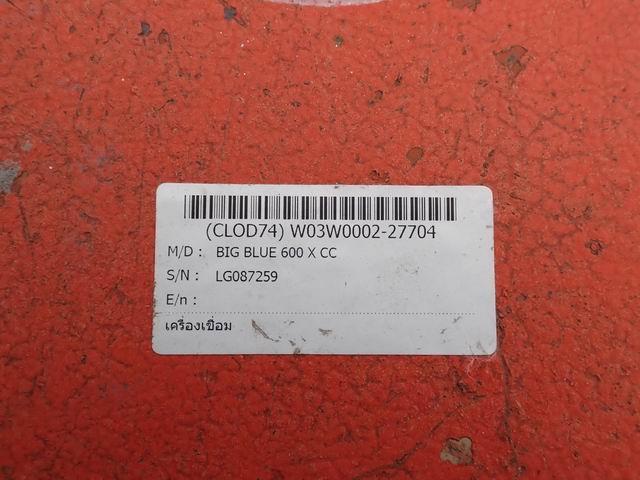 (CLOD74) W03W0002-27704
M/D : BIG BLUE 600 X CC
S/N : LG087259
E/n :
เครื่องเชื่อม